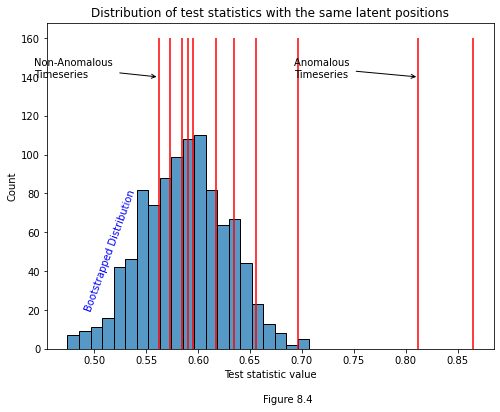 Distribution of test statistics with the same latent positions
160
140
120
100
80
60
40
20
0
Count
Non-Anomalous
Timeseries
Anomalous
Timeseries
Bootstrapped Distribution
0.50 0.55 0.60 0.65 0.70 0.75 0.80 0.85
Test statistic value
Figure 8.4